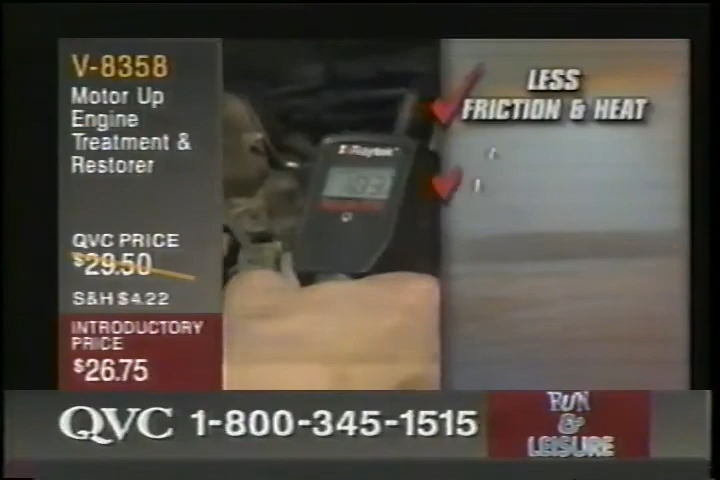 V-8358
Motor Up
Engine
Treatment &
Restorer
QVC PRICE
$29.50
S&H $4.22
INTRODUCTORY
PRICE
$26.75
Raytek
LESS
FRICTION & HEAT
QVC 1-800-345-1515
FUN
&
LEISURE